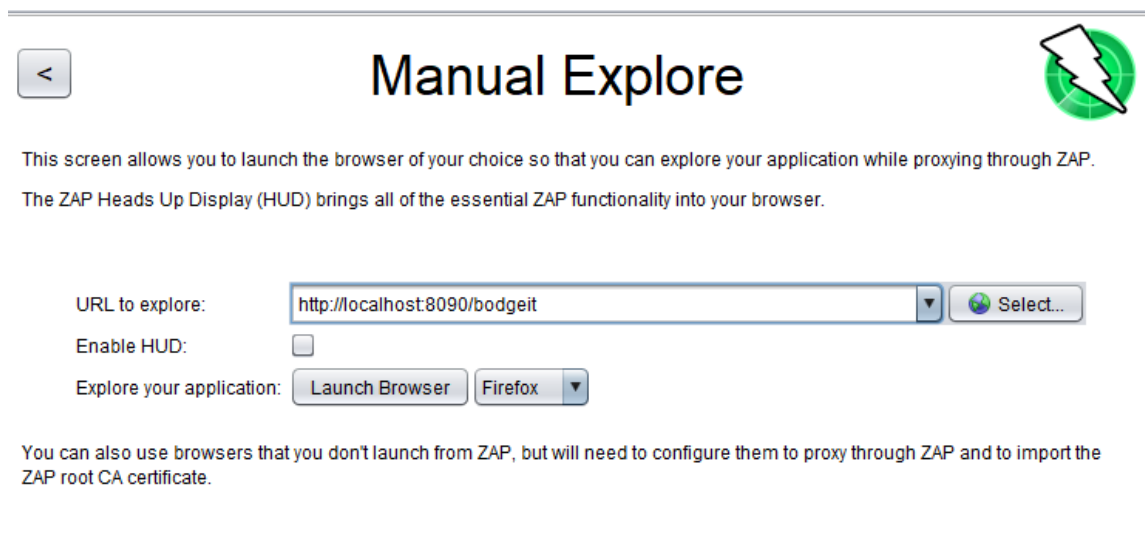 <
Manual Explore
This screen allows you to launch the browser of your choice so that you can explore your application while proxying through ZAP.
The ZAP Heads Up Display (HUD) brings all of the essential ZAP functionality into your browser.
URL to explore: http://localhost:8090/bodgeit Select...
Enable HUD:
Explore your application: Launch Browser Firefox
You can also use browsers that you don't launch from ZAP, but will need to configure them to proxy through ZAP and to import the
ZAP root CA certificate.